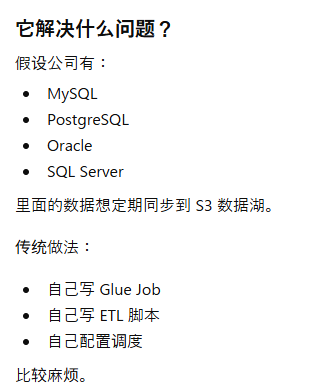 它解决什么问题？
假设公司有：
MySQL
PostgreSQL
Oracle
SQL Server
里面的数据想定期同步到 S3 数据湖。
传统做法：
自己写 Glue Job
自己写 ETL 脚本
自己配置调度
比较麻烦。